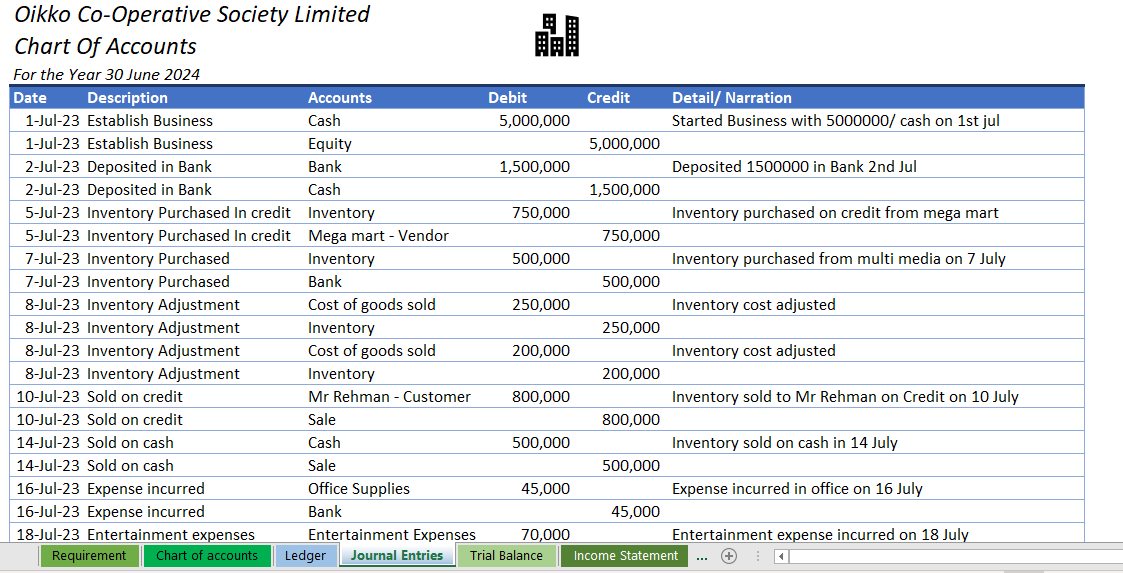 Oikko Co-Operative Society Limited
Chart Of Accounts
For the Year 30 June 2024
Date Description Accounts Debit Credit Detail/ Narration
1-Jul-23 Establish Business Cash 5,000,000 Started Business with 5000000/ cash on 1st jul
1-Jul-23 Establish Business Equity 5,000,000
2-Jul-23 Deposited in Bank Bank 1,500,000 Deposited 1500000 in Bank 2nd Jul
2-Jul-23 Deposited in Bank Cash 1,500,000
5-Jul-23 Inventory Purchased In credit Inventory 750,000 Inventory purchased on credit from mega mart
5-Jul-23 Inventory Purchased In credit Mega mart - Vendor 750,000
7-Jul-23 Inventory Purchased Inventory 500,000 Inventory purchased from multi media on 7 July
7-Jul-23 Inventory Purchased Bank 500,000
8-Jul-23 Inventory Adjustment Cost of goods sold 250,000 Inventory cost adjusted
8-Jul-23 Inventory Adjustment Inventory 250,000
8-Jul-23 Inventory Adjustment Cost of goods sold 200,000 Inventory cost adjusted
8-Jul-23 Inventory Adjustment Inventory 200,000
10-Jul-23 Sold on credit Mr Rehman - Customer 800,000 Inventory sold to Mr Rehman on Credit on 10 July
10-Jul-23 Sold on credit Sale 800,000
14-Jul-23 Sold on cash Cash 500,000 Inventory sold on cash in 14 July
14-Jul-23 Sold on cash Sale 500,000
16-Jul-23 Expense incurred Office Supplies 45,000 Expense incurred in office on 16 July
16-Jul-23 Expense incurred Bank 45,000
18-Jul-23 Entertainment expenses Entertainment Expenses 70,000 Entertainment expense incurred on 18 July
Requirement Chart of accounts Ledger Journal Entries Trial Balance Income Statement ...